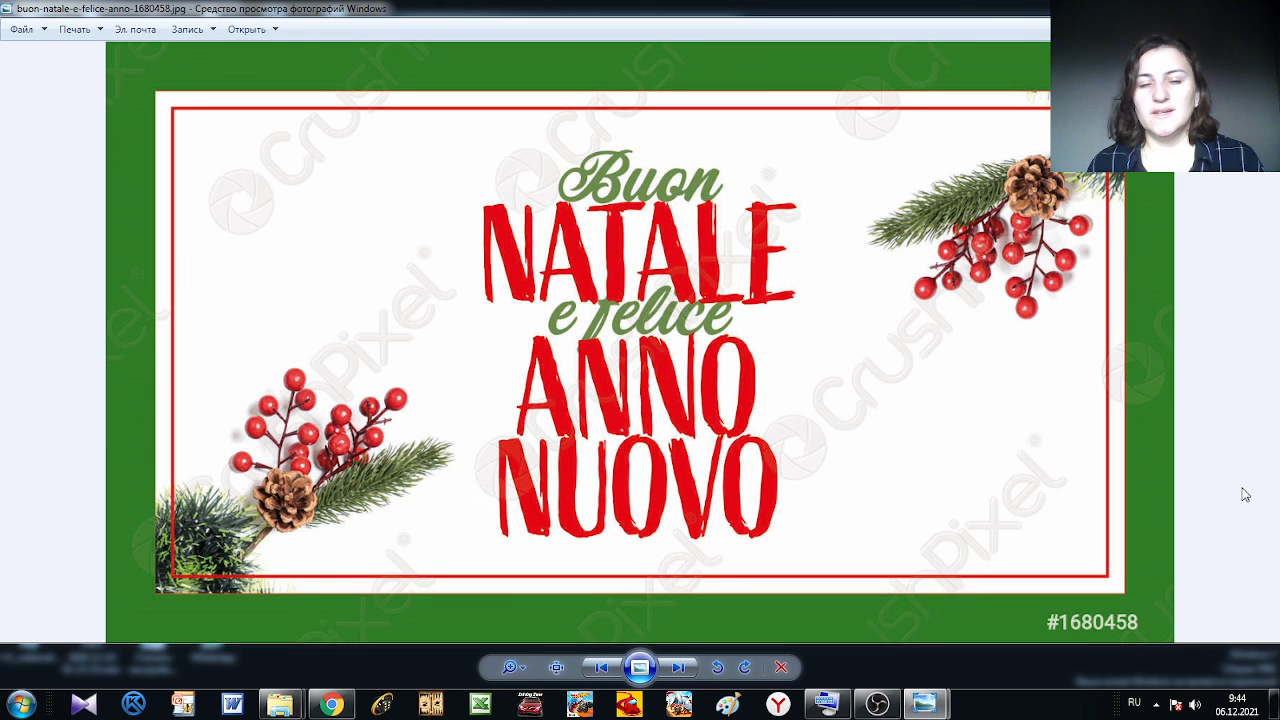 buon-natale-e-felice-anno-1680458.jpg - Средство просмотра фотографий Windows
Файл Печать Эл. почта Запись Открыть
Buon
NATALE
e felice
ANNO
NUOVO
CrushPixel
#1680458
RU
9:44
06.12.2021